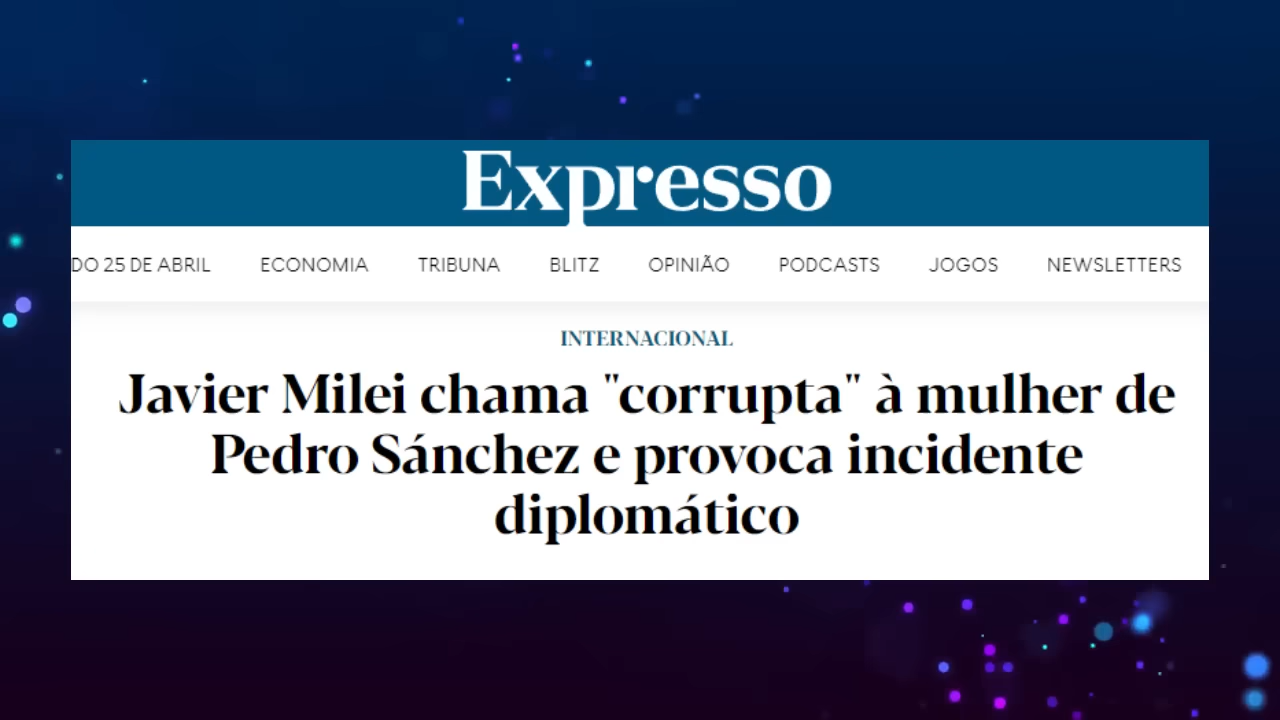 Expresso
DO 25 DE ABRIL ECONOMIA TRIBUNA BLITZ OPINIÃO PODCASTS JOGOS NEWSLETTERS
INTERNACIONAL
Javier Milei chama "corrupta" à mulher de
Pedro Sánchez e provoca incidente
diplomático